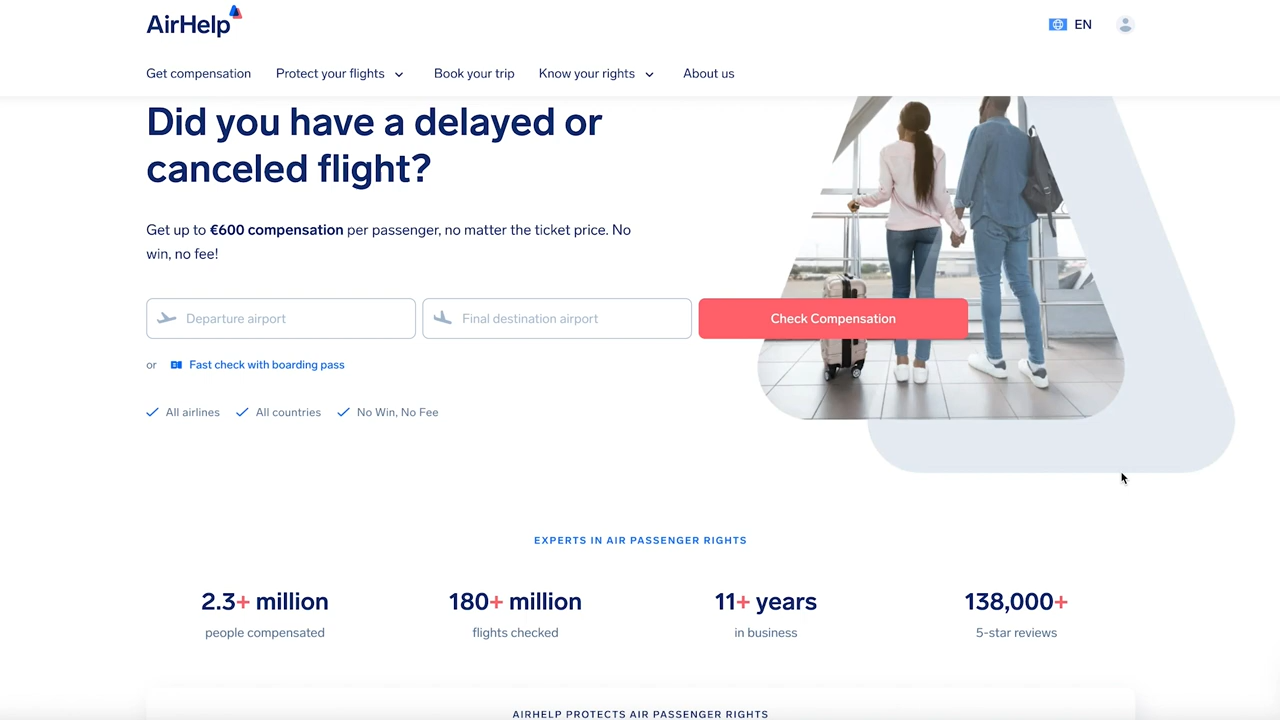 AirHelp
EN
Get compensation
Protect your flights
Book your trip
Know your rights
About us
Did you have a delayed or
canceled flight?
Get up to €600 compensation per passenger, no matter the ticket price. No
win, no fee!
Departure airport
Final destination airport
Check Compensation
or
Fast check with boarding pass
All airlines
All countries
No Win, No Fee
EXPERTS IN AIR PASSENGER RIGHTS
2.3+ million
people compensated
180+ million
flights checked
11+ years
in business
138,000+
5-star reviews
AIRHELP PROTECTS AIR PASSENGER RIGHTS